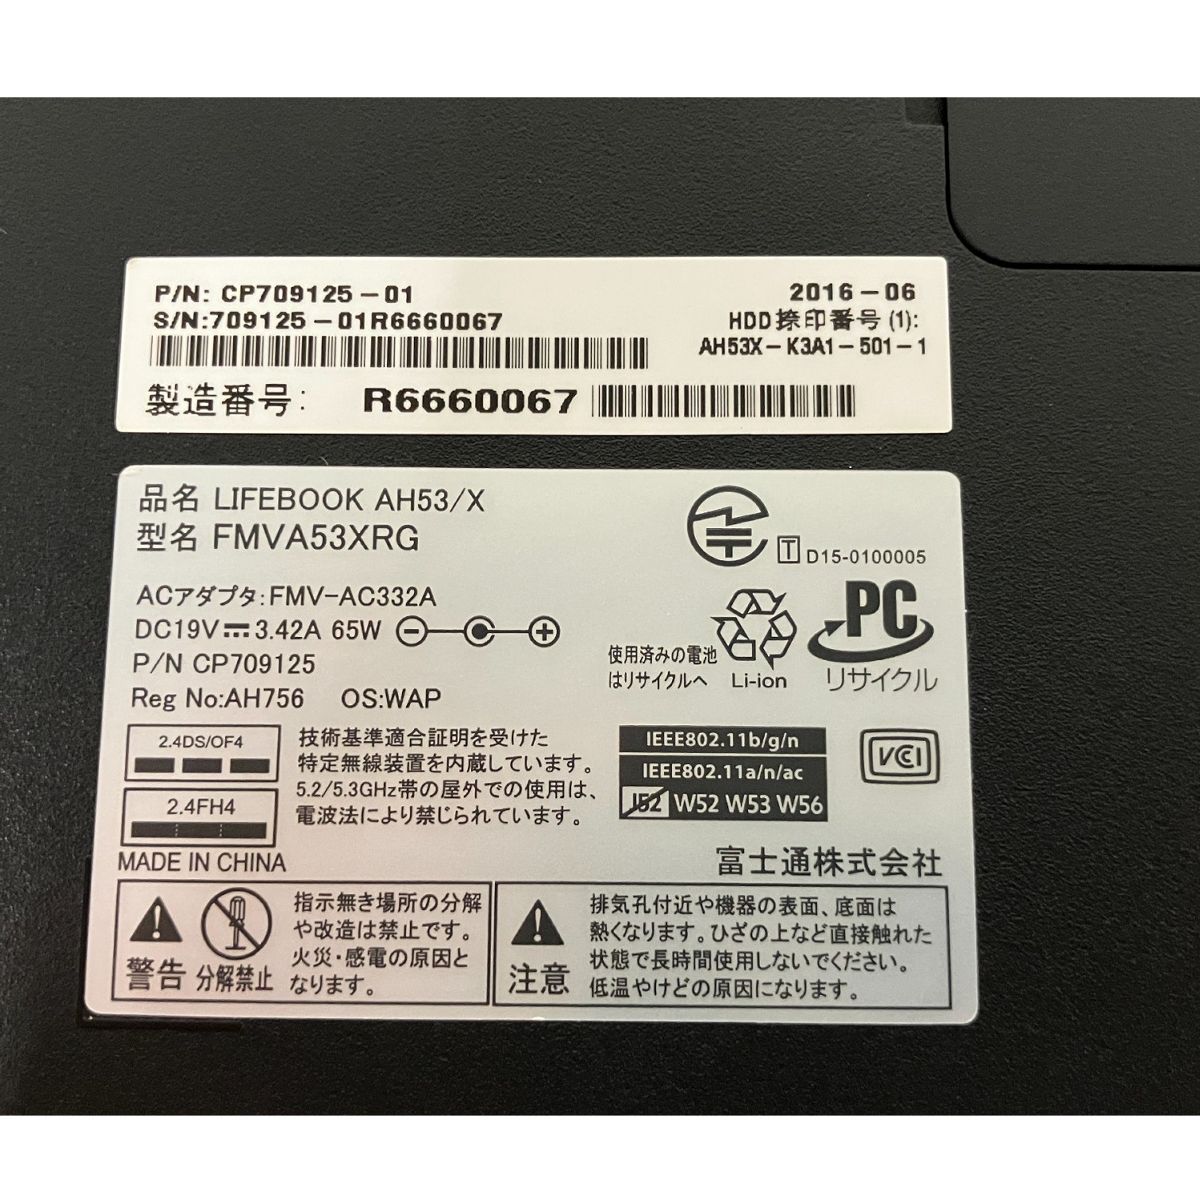 P/N: CP709125-01
2016-06
S/N:709125-01R6660067
HDD捺印番号(1):
AH53X-K3A1-501-1
製造番号: R6660067
品名 LIFEBOOK AH53/X
型名 FMVA53XRG
T D15-0100005
ACアダプタ:FMV-AC332A
DC19V 3.42A 65W
P/N CP709125
Reg No:AH756 OS:WAP
使用済みの電池
はリサイクルへ
Li-ion
PC
リサイクル
2.4DS/OF4
2.4FH4
技術基準適合証明を受けた
特定無線装置を内蔵しています。
5.2/5.3GHz帯の屋外での使用は、
電波法により禁じられています。
IEEE802.11b/g/n
IEEE802.11a/n/ac
J52 W52 W53 W56
VCI
MADE IN CHINA
富士通株式会社
警告
分解禁止
指示無き場所の分解
や改造は禁止です。
火災・感電の原因と
なります。
注意
排気孔付近や機器の表面、底面は
熱くなります。ひざの上など直接触れた
状態で長時間使用しないでください。
低温やけどの原因になります。